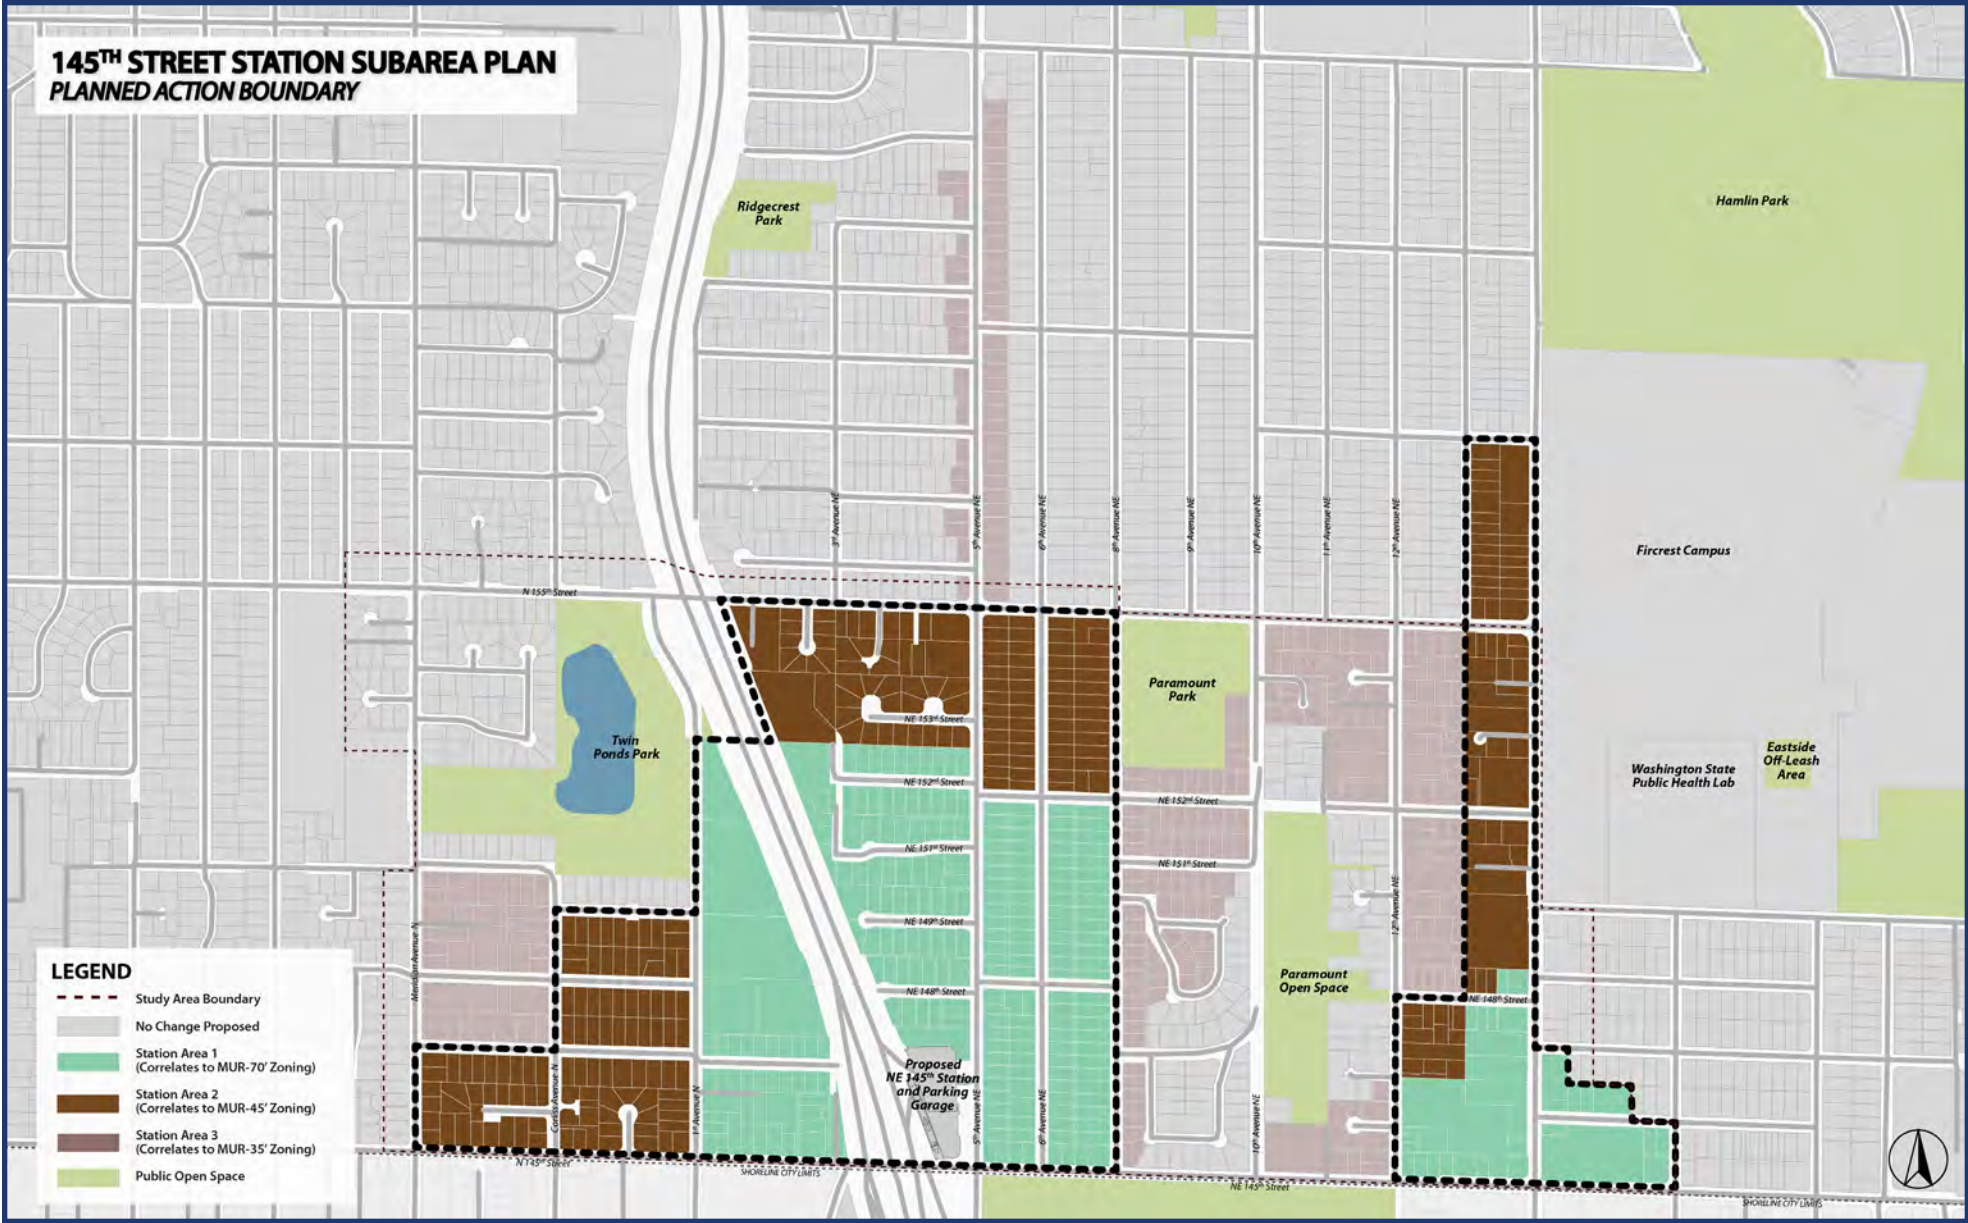 145TH STREET STATION SUBAREA PLAN
PLANNED ACTION BOUNDARY
Ridgecrest
Park
Hamlin Park
3rd Avenue NE
5th Avenue NE
6th Avenue NE
8th Avenue NE
9th Avenue NE
10th Avenue NE
11th Avenue NE
12th Avenue NE
Fircrest Campus
N 155th Street
Paramount
Park
Twin
Ponds Park
NE 153rd Street
NE 152nd Street
NE 152nd Street
Washington State
Public Health Lab
Eastside
Off-Leash
Area
NE 151st Street
NE 151st Street
NE 149th Street
12th Avenue NE
Meridian Avenue N
Paramount
Open Space
NE 148th Street
NE 148th Street
Proposed
NE 145th Station
and Parking
Garage
Corliss Avenue N
1st Avenue N
5th Avenue NE
6th Avenue NE
10th Avenue NE
N 145th Street
SHORELINE CITY LIMITS
NE 145th Street
SHORELINE CITY LIMITS
LEGEND
Study Area Boundary
No Change Proposed
Station Area 1
(Correlates to MUR-70' Zoning)
Station Area 2
(Correlates to MUR-45' Zoning)
Station Area 3
(Correlates to MUR-35' Zoning)
Public Open Space